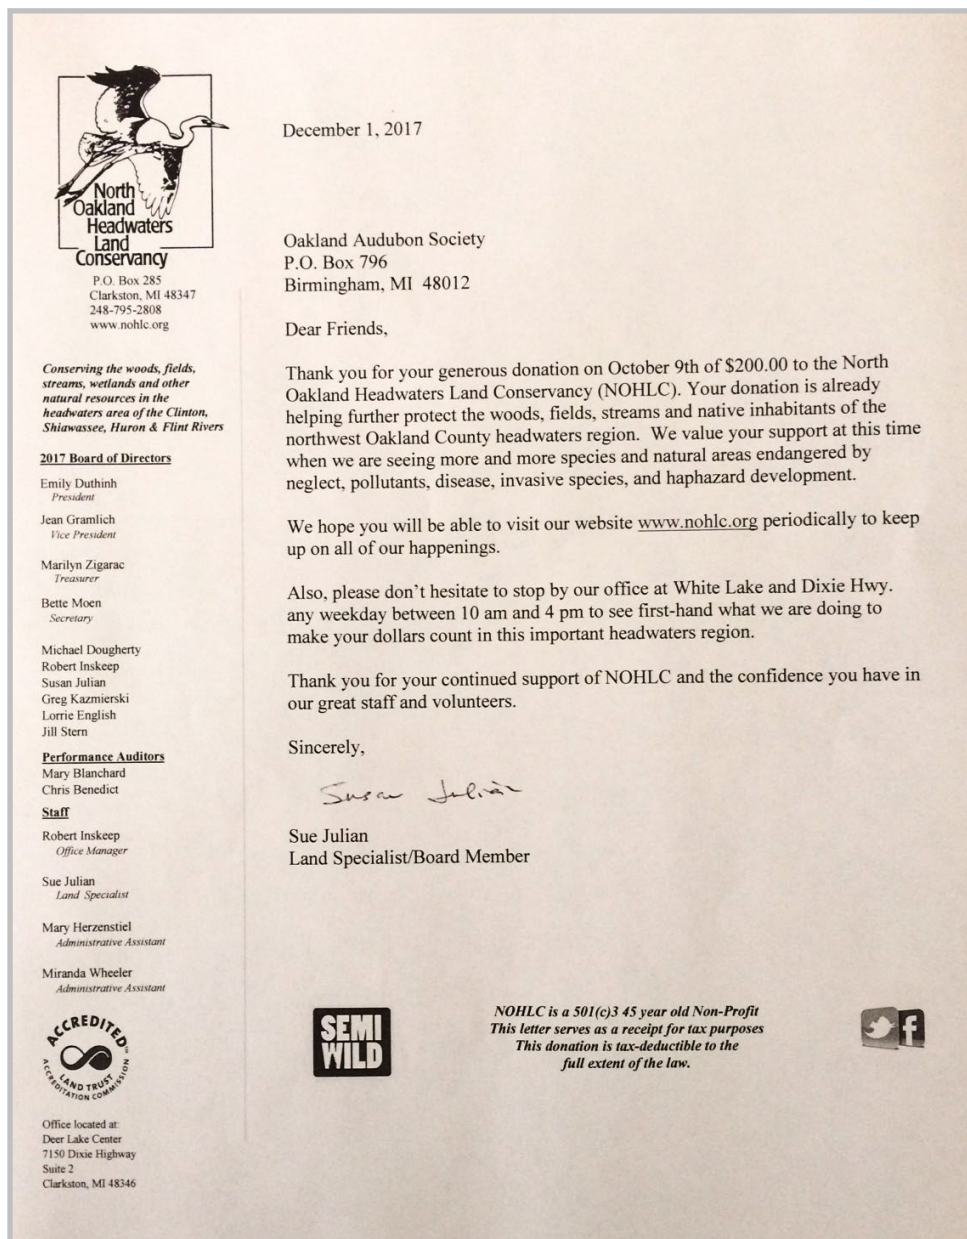 North
Oakland
Headwaters
Land
Conservancy
P.O. Box 285
Clarkston, MI 48347
248-795-2808
www.nohlc.org
Conserving the woods, fields,
streams, wetlands and other
natural resources in the
headwaters area of the Clinton,
Shiawassee, Huron & Flint Rivers
2017 Board of Directors
Emily Duthinh
President
Jean Gramlich
Vice President
Marilyn Zigarac
Treasurer
Bette Moen
Secretary
Michael Dougherty
Robert Inskeep
Susan Julian
Greg Kazmierski
Lorrie English
Jill Stern
Performance Auditors
Mary Blanchard
Chris Benedict
Staff
Robert Inskeep
Office Manager
Sue Julian
Land Specialist
Mary Herzenstiel
Administrative Assistant
Miranda Wheeler
Administrative Assistant
ACCREDITED™
LAND TRUST
ACCREDITATION COMMISSION
Office located at:
Deer Lake Center
7150 Dixie Highway
Suite 2
Clarkston, MI 48346
December 1, 2017
Oakland Audubon Society
P.O. Box 796
Birmingham, MI 48012
Dear Friends,
Thank you for your generous donation on October 9th of $200.00 to the North
Oakland Headwaters Land Conservancy (NOHLC). Your donation is already
helping further protect the woods, fields, streams and native inhabitants of the
northwest Oakland County headwaters region. We value your support at this time
when we are seeing more and more species and natural areas endangered by
neglect, pollutants, disease, invasive species, and haphazard development.
We hope you will be able to visit our website www.nohlc.org periodically to keep
up on all of our happenings.
Also, please don't hesitate to stop by our office at White Lake and Dixie Hwy.
any weekday between 10 am and 4 pm to see first-hand what we are doing to
make your dollars count in this important headwaters region.
Thank you for your continued support of NOHLC and the confidence you have in
our great staff and volunteers.
Sincerely,
Susan Julian
Sue Julian
Land Specialist/Board Member
SEMI
WILD
NOHLC is a 501(c)3 45 year old Non-Profit
This letter serves as a receipt for tax purposes
This donation is tax-deductible to the
full extent of the law.
f